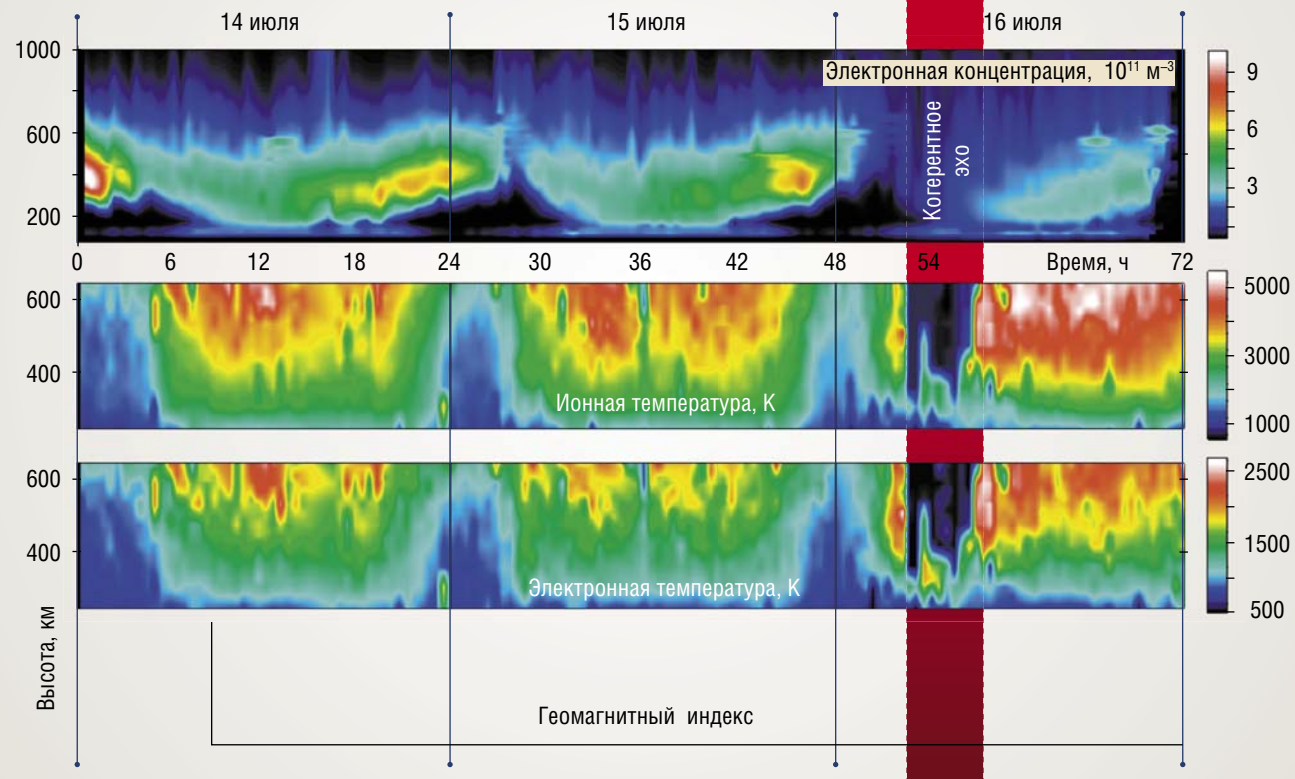 14 июля
15 июля
16 июля
1000
600
200
Электронная концентрация, 10¹¹ м⁻³
Когерентное
эхо
9
6
3
0 6 12 18 24 30 36 42 48 54 Время, ч 72
600
400
Ионная температура, К
5000
3000
1000
600
400
Электронная температура, К
2500
1500
500
Высота, км
Геомагнитный индекс